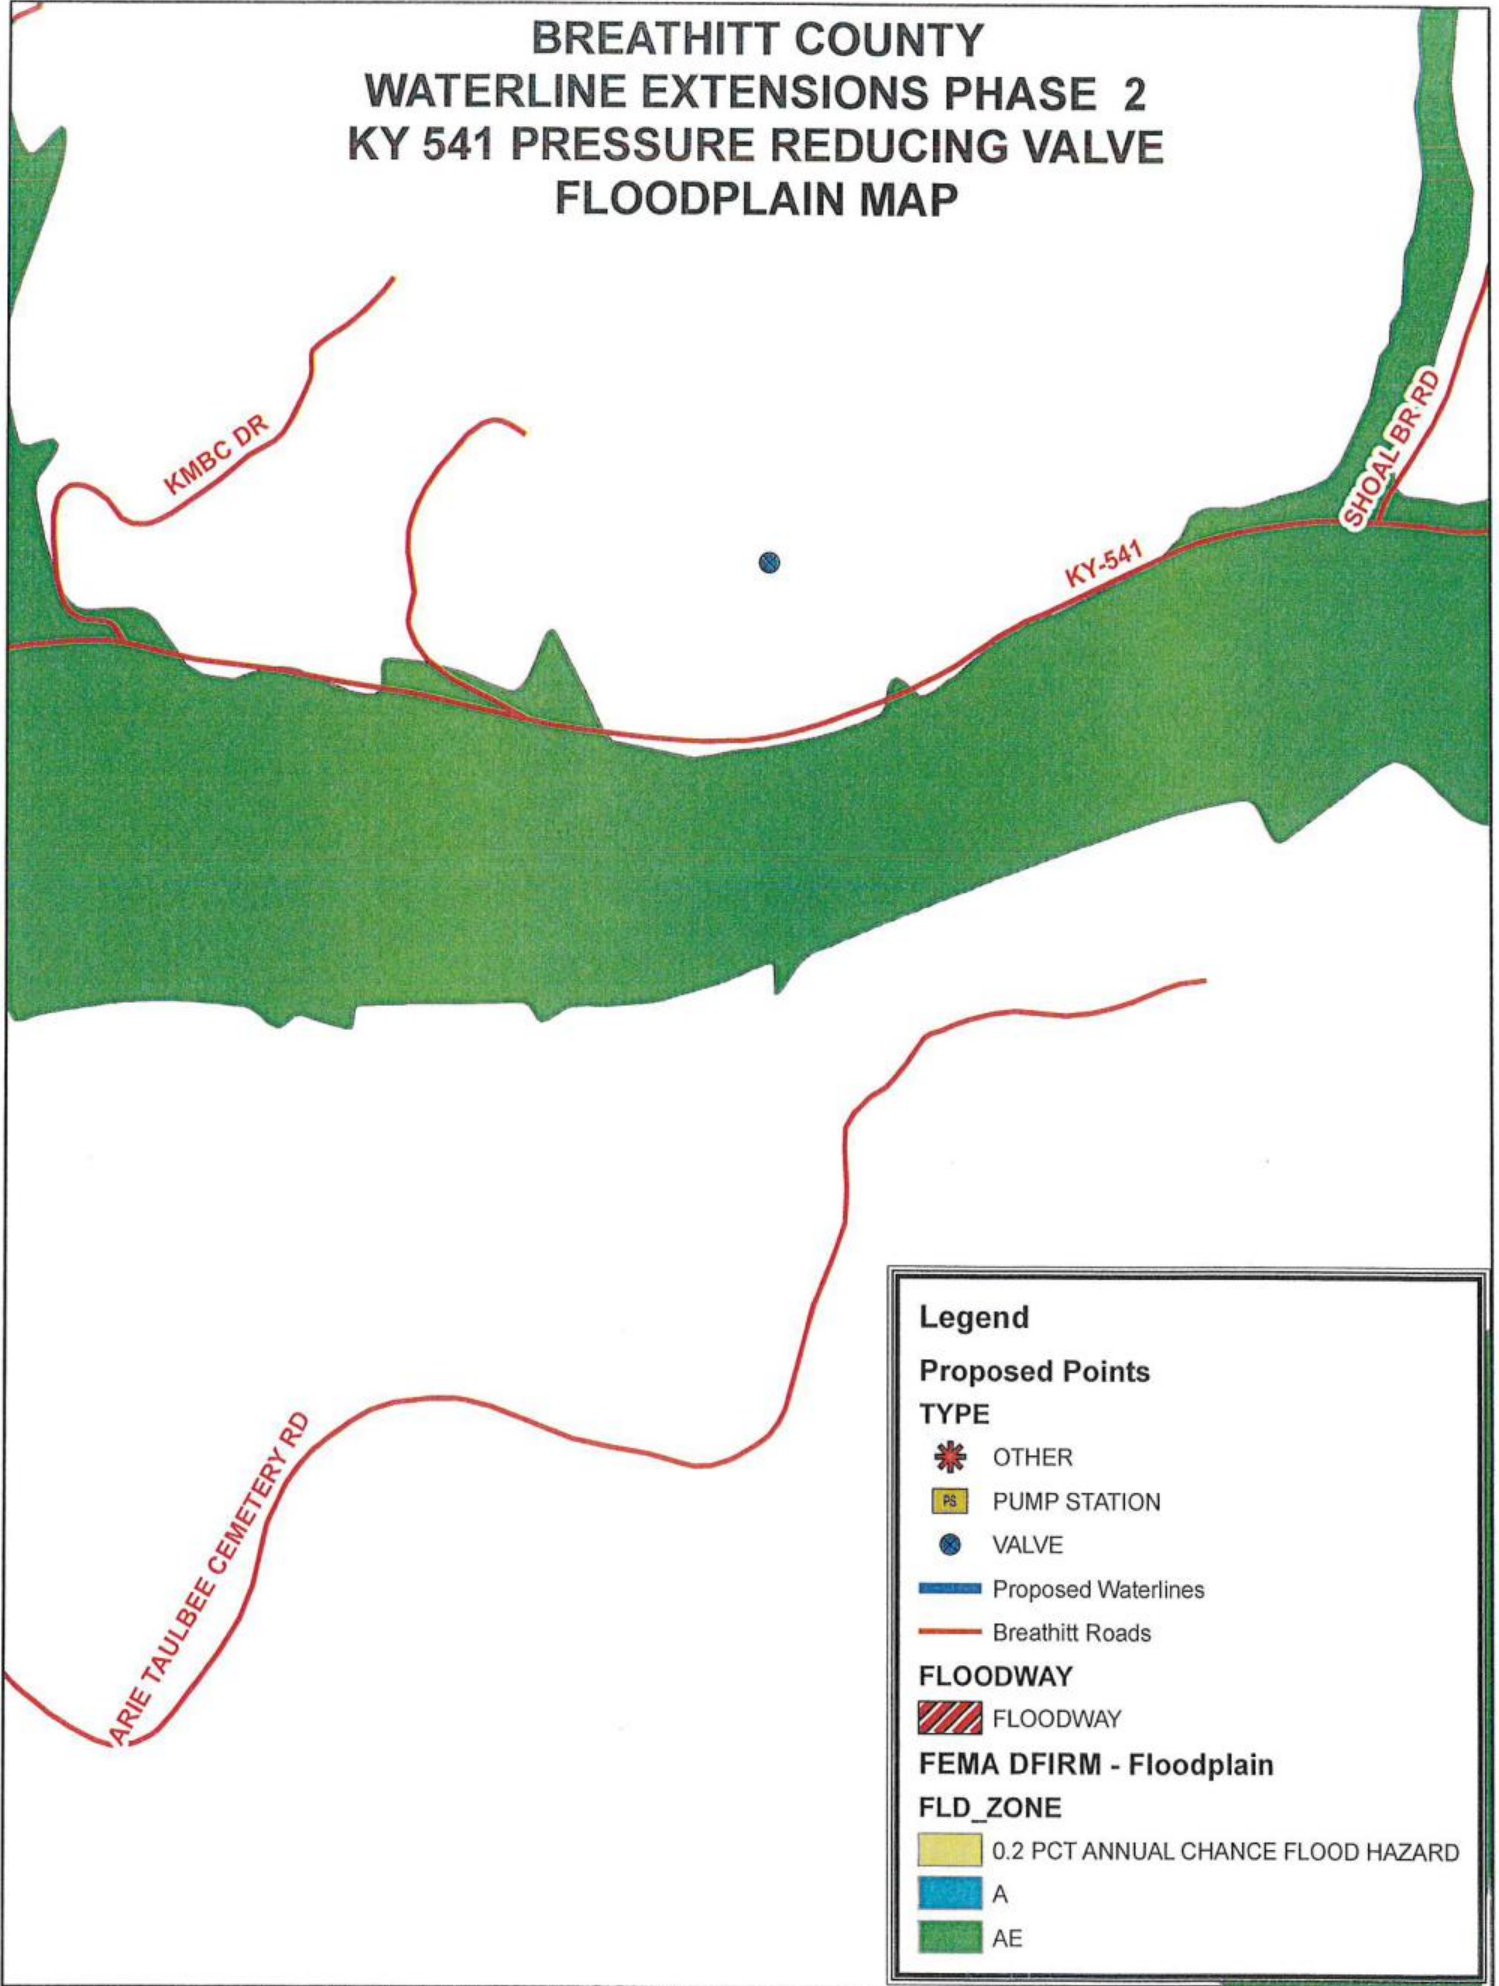 BREATHITT COUNTY
WATERLINE EXTENSIONS PHASE 2
KY 541 PRESSURE REDUCING VALVE
FLOODPLAIN MAP
KMBC DR
SHOAL BR RD
KY-541
ARIE TAULBEE CEMETERY RD
Legend
Proposed Points
TYPE
OTHER
PS PUMP STATION
VALVE
Proposed Waterlines
Breathitt Roads
FLOODWAY
FLOODWAY
FEMA DFIRM - Floodplain
FLD_ZONE
0.2 PCT ANNUAL CHANCE FLOOD HAZARD
A
AE